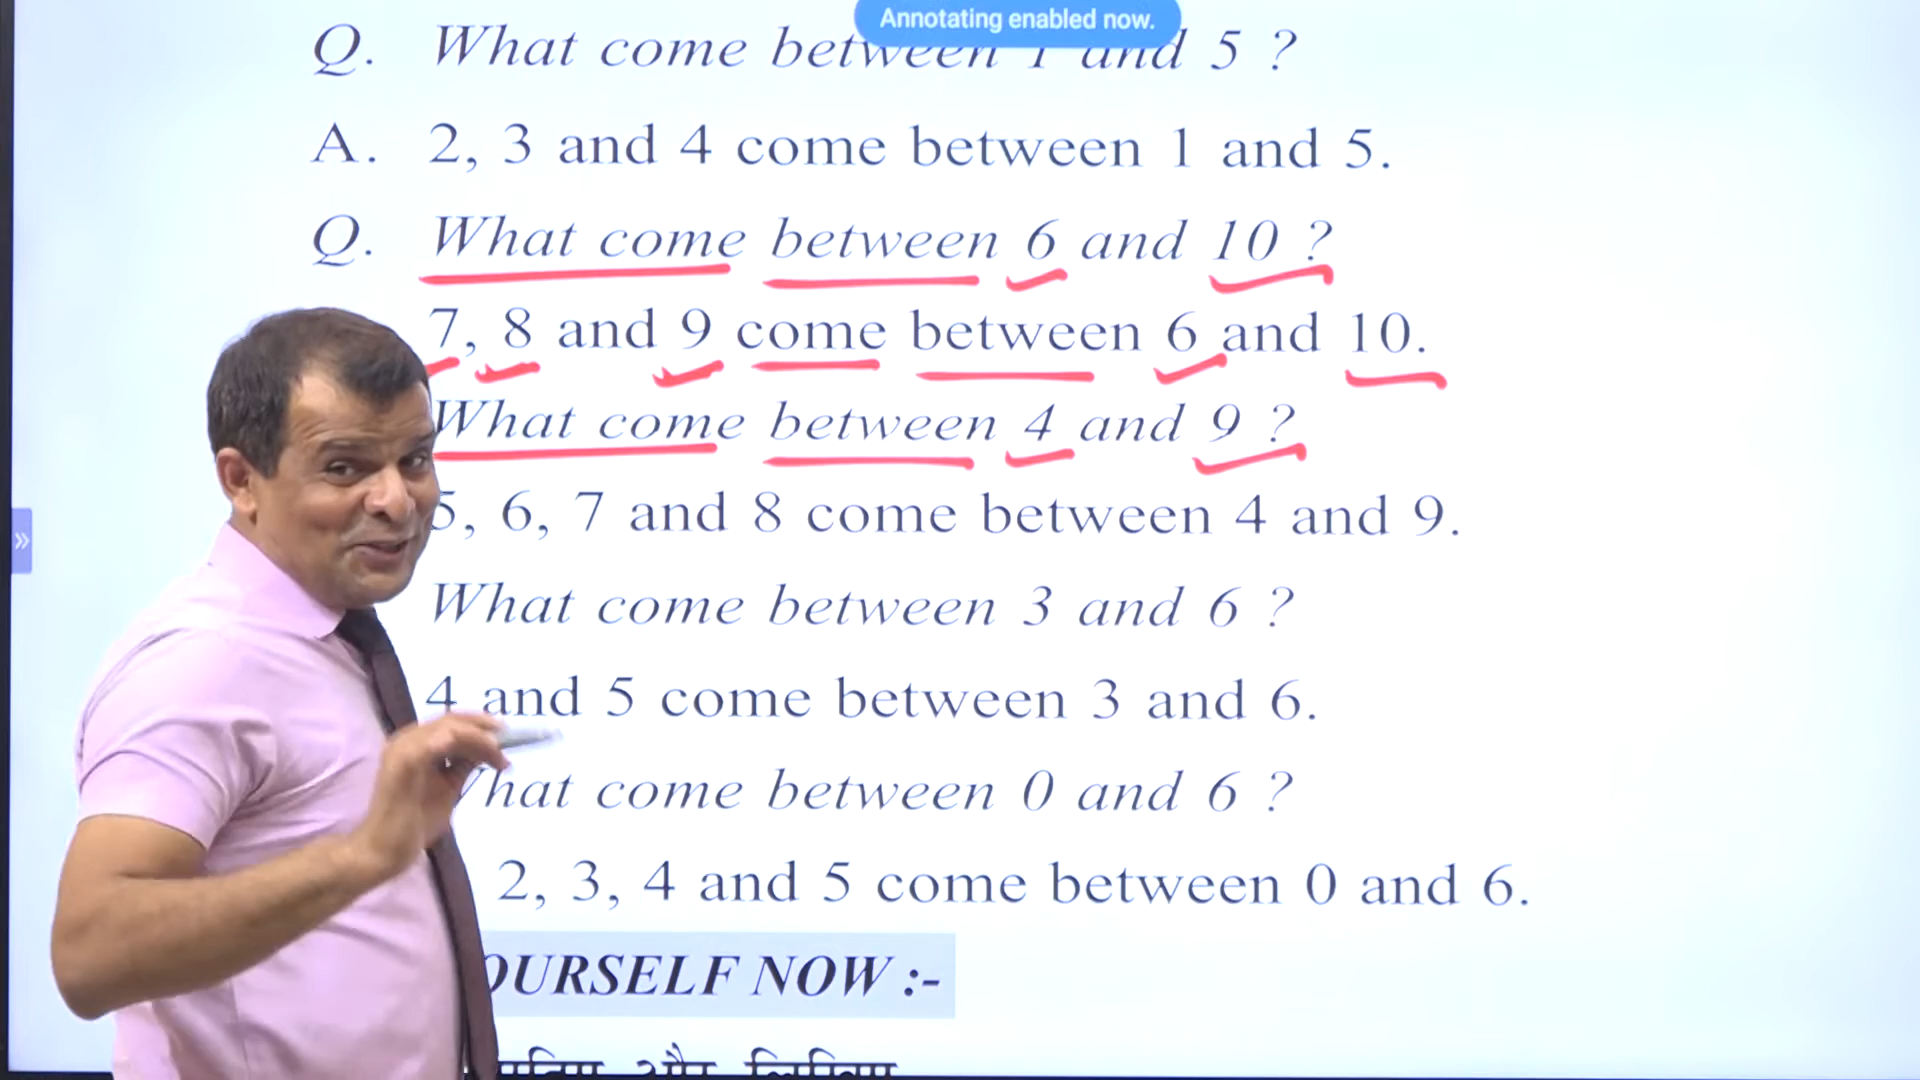 Annotating enabled now.
Q. What come between 1 and 5 ?
A. 2, 3 and 4 come between 1 and 5.
Q. What come between 6 and 10 ?
7, 8 and 9 come between 6 and 10.
What come between 4 and 9 ?
5, 6, 7 and 8 come between 4 and 9.
What come between 3 and 6 ?
4 and 5 come between 3 and 6.
What come between 0 and 6 ?
2, 3, 4 and 5 come between 0 and 6.
OURSELF NOW :-
और